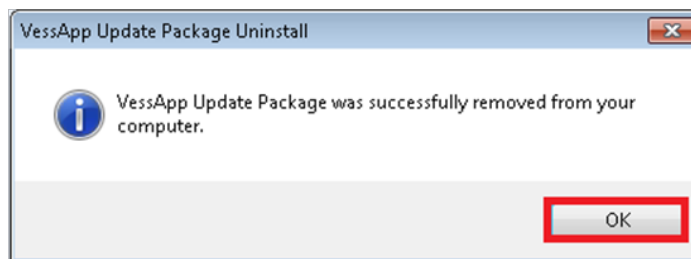 VessApp Update Package Uninstall
VessApp Update Package was successfully removed from your
computer.
OK